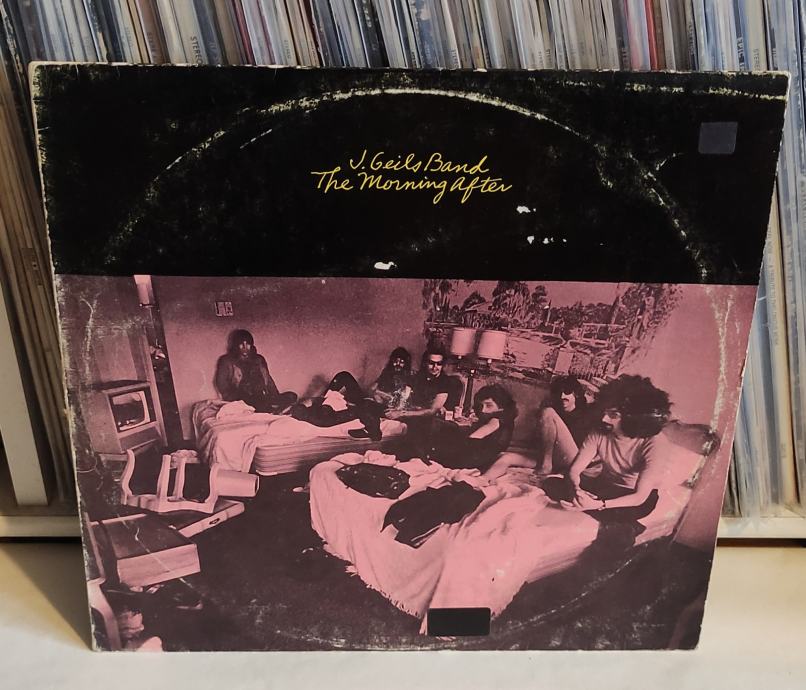 J. Geils Band
The Morning After